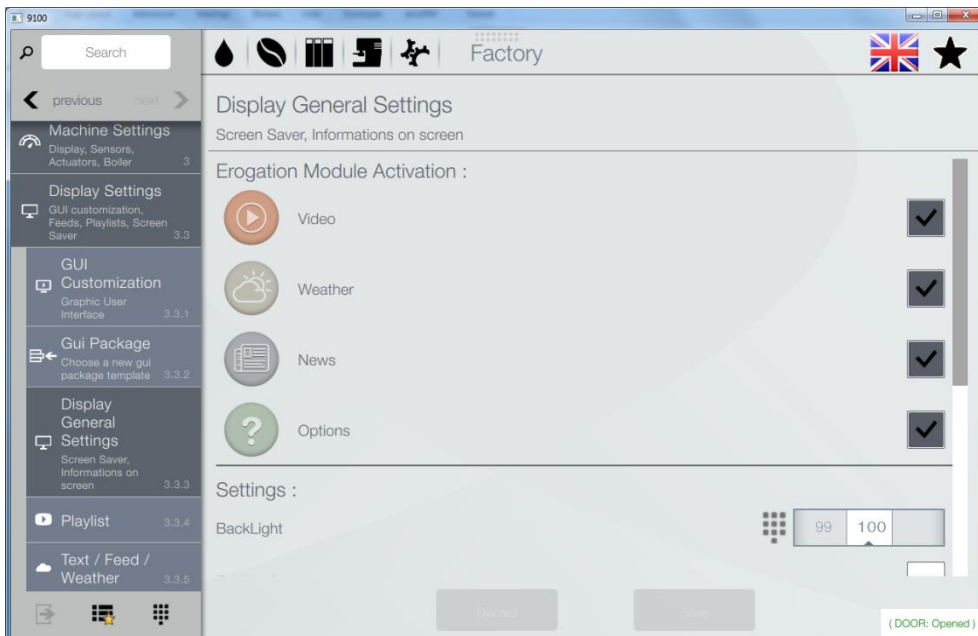 9100
Search
Factory
previous next
Machine Settings
Display, Sensors,
Actuators, Boiler 3
Display Settings
GUI customization,
Feeds, Playlists, Screen
Saver 3.3
GUI
Customization
Graphic User
Interface 3.3.1
Gui Package
Choose a new gui
package template 3.3.2
Display
General
Settings
Screen Saver,
Informations on
screen 3.3.3
Playlist 3.3.4
Text / Feed /
Weather 3.3.5
Display General Settings
Screen Saver, Informations on screen
Erogation Module Activation :
Video
Weather
News
Options
Settings :
BackLight 99 100
Discard Save
( DOOR: Opened )